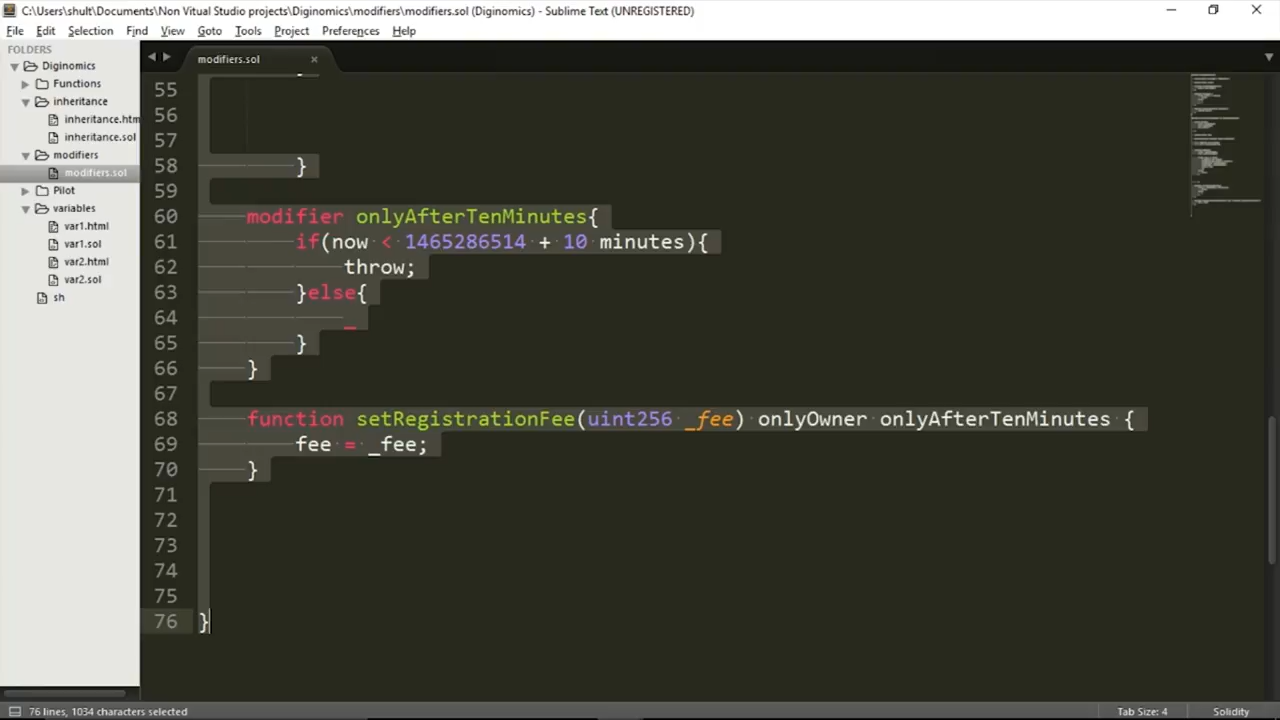 C:\Users\shult\Documents\Non Vitual Studio projects\Diginomics\modifiers\modifiers.sol (Diginomics) - Sublime Text (UNREGISTERED)
File Edit Selection Find View Goto Tools Project Preferences Help
FOLDERS
Diginomics
Functions
inheritance
inheritance.htm
inheritance.sol
modifiers
modifiers.sol
Pilot
variables
var1.html
var1.sol
var2.html
var2.sol
sh
modifiers.sol
55
56
57
58 }
59
60 modifier onlyAfterTenMinutes{
61 if(now < 1465286514 + 10 minutes){
62 throw;
63 }else{
64 _
65 }
66 }
67
68 function setRegistrationFee(uint256 _fee) onlyOwner onlyAfterTenMinutes {
69 fee = _fee;
70 }
71
72
73
74
75
76 }
76 lines, 1034 characters selected
Tab Size: 4
Solidity